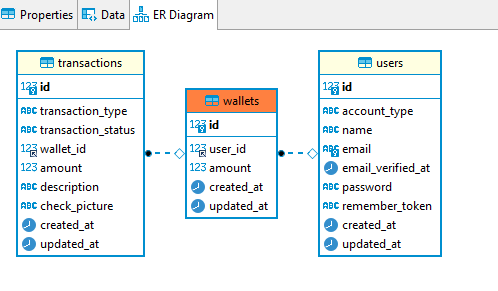 Properties Data ER Diagram
transactions
123 id
ABC transaction_type
ABC transaction_status
123 wallet_id
123 amount
ABC description
ABC check_picture
created_at
updated_at
wallets
123 id
123 user_id
123 amount
created_at
updated_at
users
123 id
ABC account_type
ABC name
ABC email
email_verified_at
ABC password
ABC remember_token
created_at
updated_at